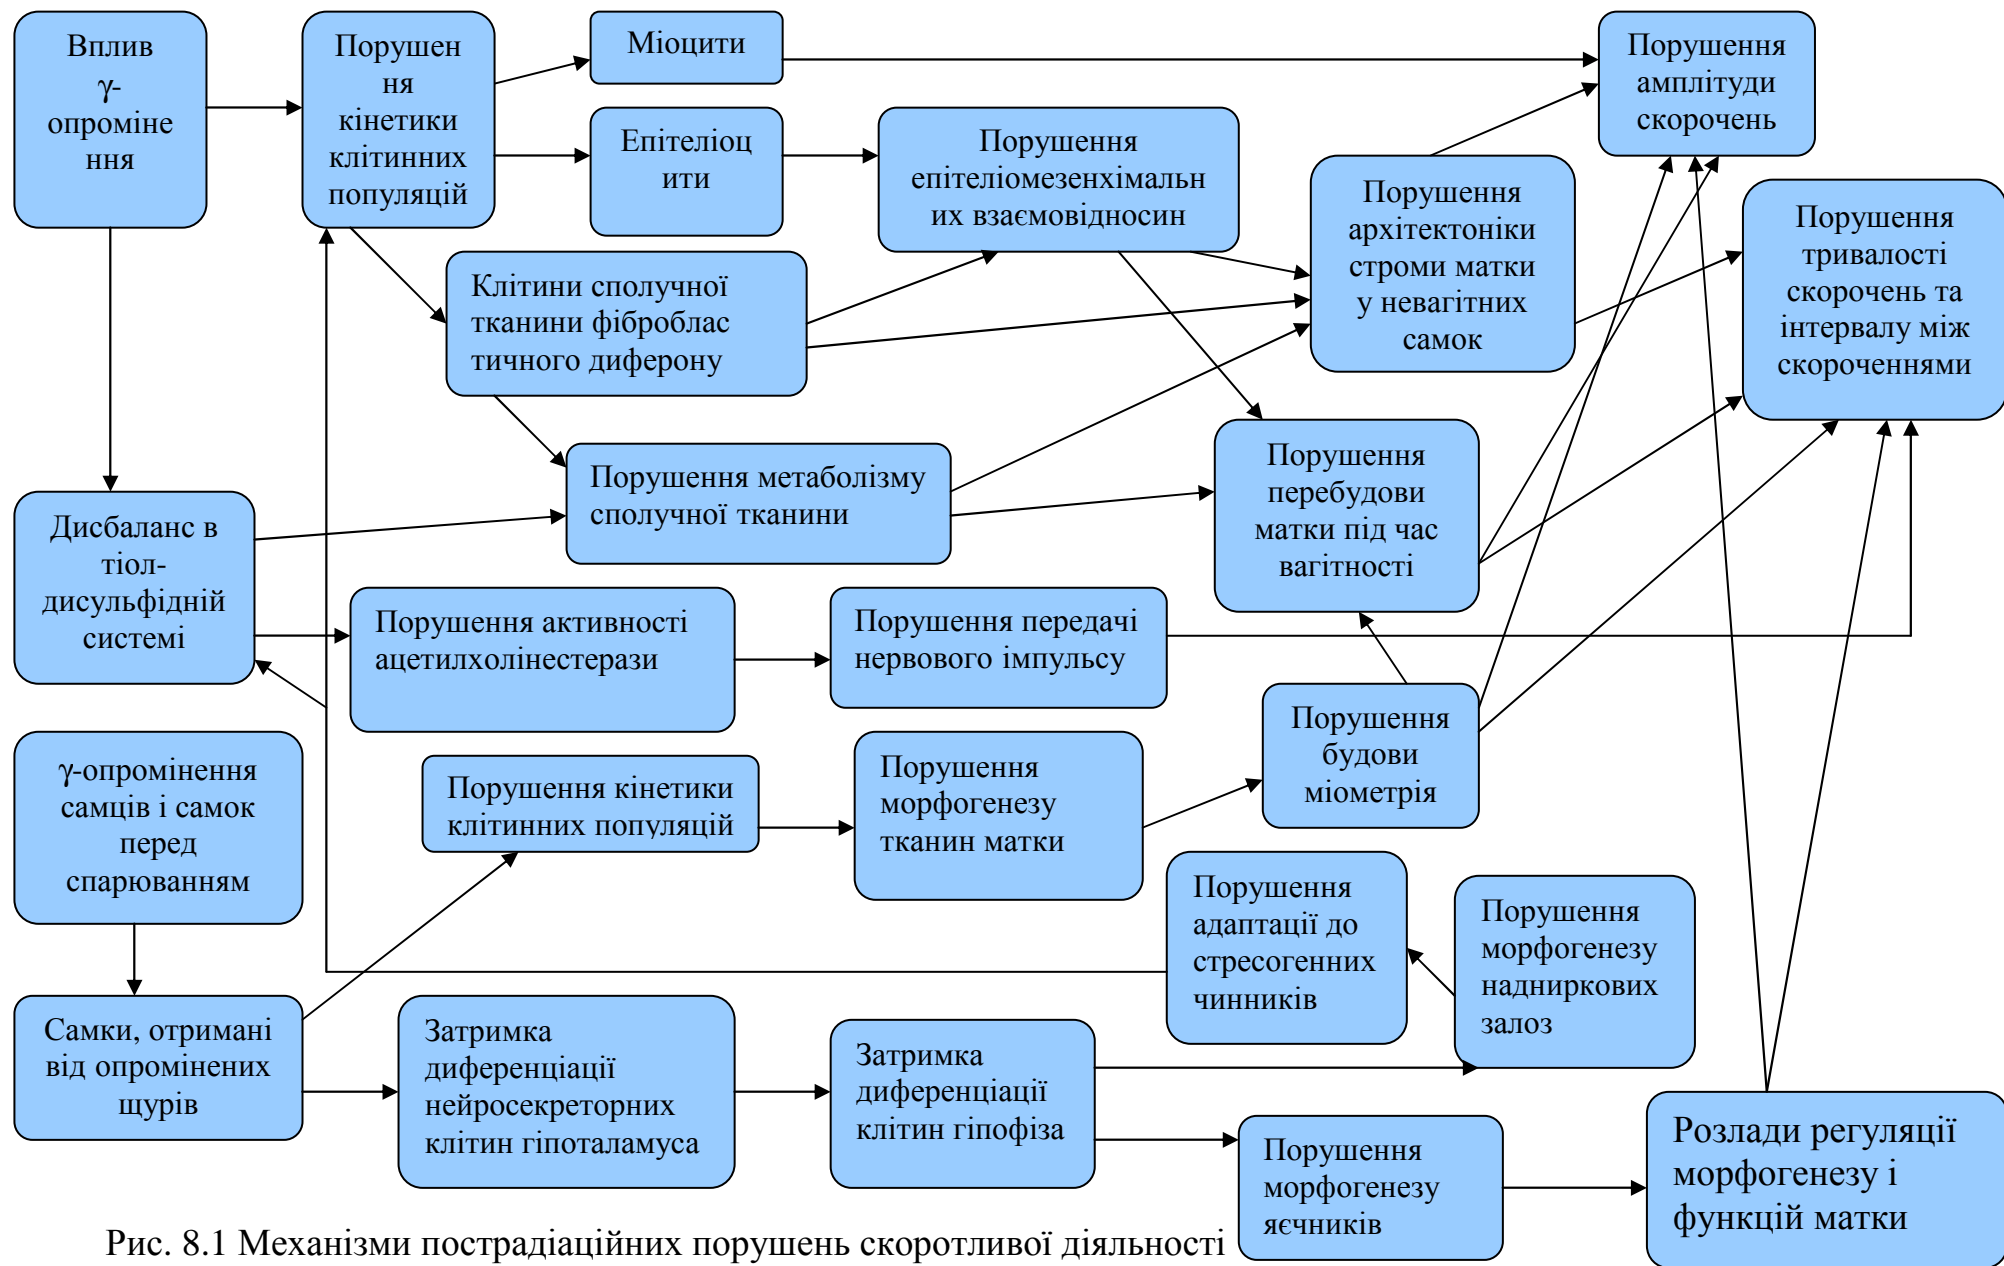 Вплив
γ-
опроміне
ння
Порушен
ня
кінетики
клітинних
популяцій
Міоцити
Епітеліоц
ити
Порушення
епітеліомезенхімальн
их взаємовідносин
Порушення
амплітуди
скорочень
Порушення
архітектоніки
строми матки
у невагітних
самок
Порушення
тривалості
скорочень та
інтервалу між
скороченнями
Клітини сполучної
тканини фіброблас
тичного диферону
Порушення метаболізму
сполучної тканини
Порушення
перебудови
матки під час
вагітності
Дисбаланс в
тіол-
дисульфідній
системі
Порушення активності
ацетилхолінестерази
Порушення передачі
нервового імпульсу
Порушення
будови
міометрія
γ-опромінення
самців і самок
перед
спарюванням
Порушення кінетики
клітинних популяцій
Порушення
морфогенезу
тканин матки
Порушення
адаптації до
стресогенних
чинників
Порушення
морфогенезу
надниркових
залоз
Самки, отримані
від опромінених
щурів
Затримка
диференціації
нейросекреторних
клітин гіпоталамуса
Затримка
диференціації
клітин гіпофіза
Порушення
морфогенезу
яєчників
Розлади регуляції
морфогенезу і
функцій матки
Рис. 8.1 Механізми пострадіаційних порушень скоротливої діяльності